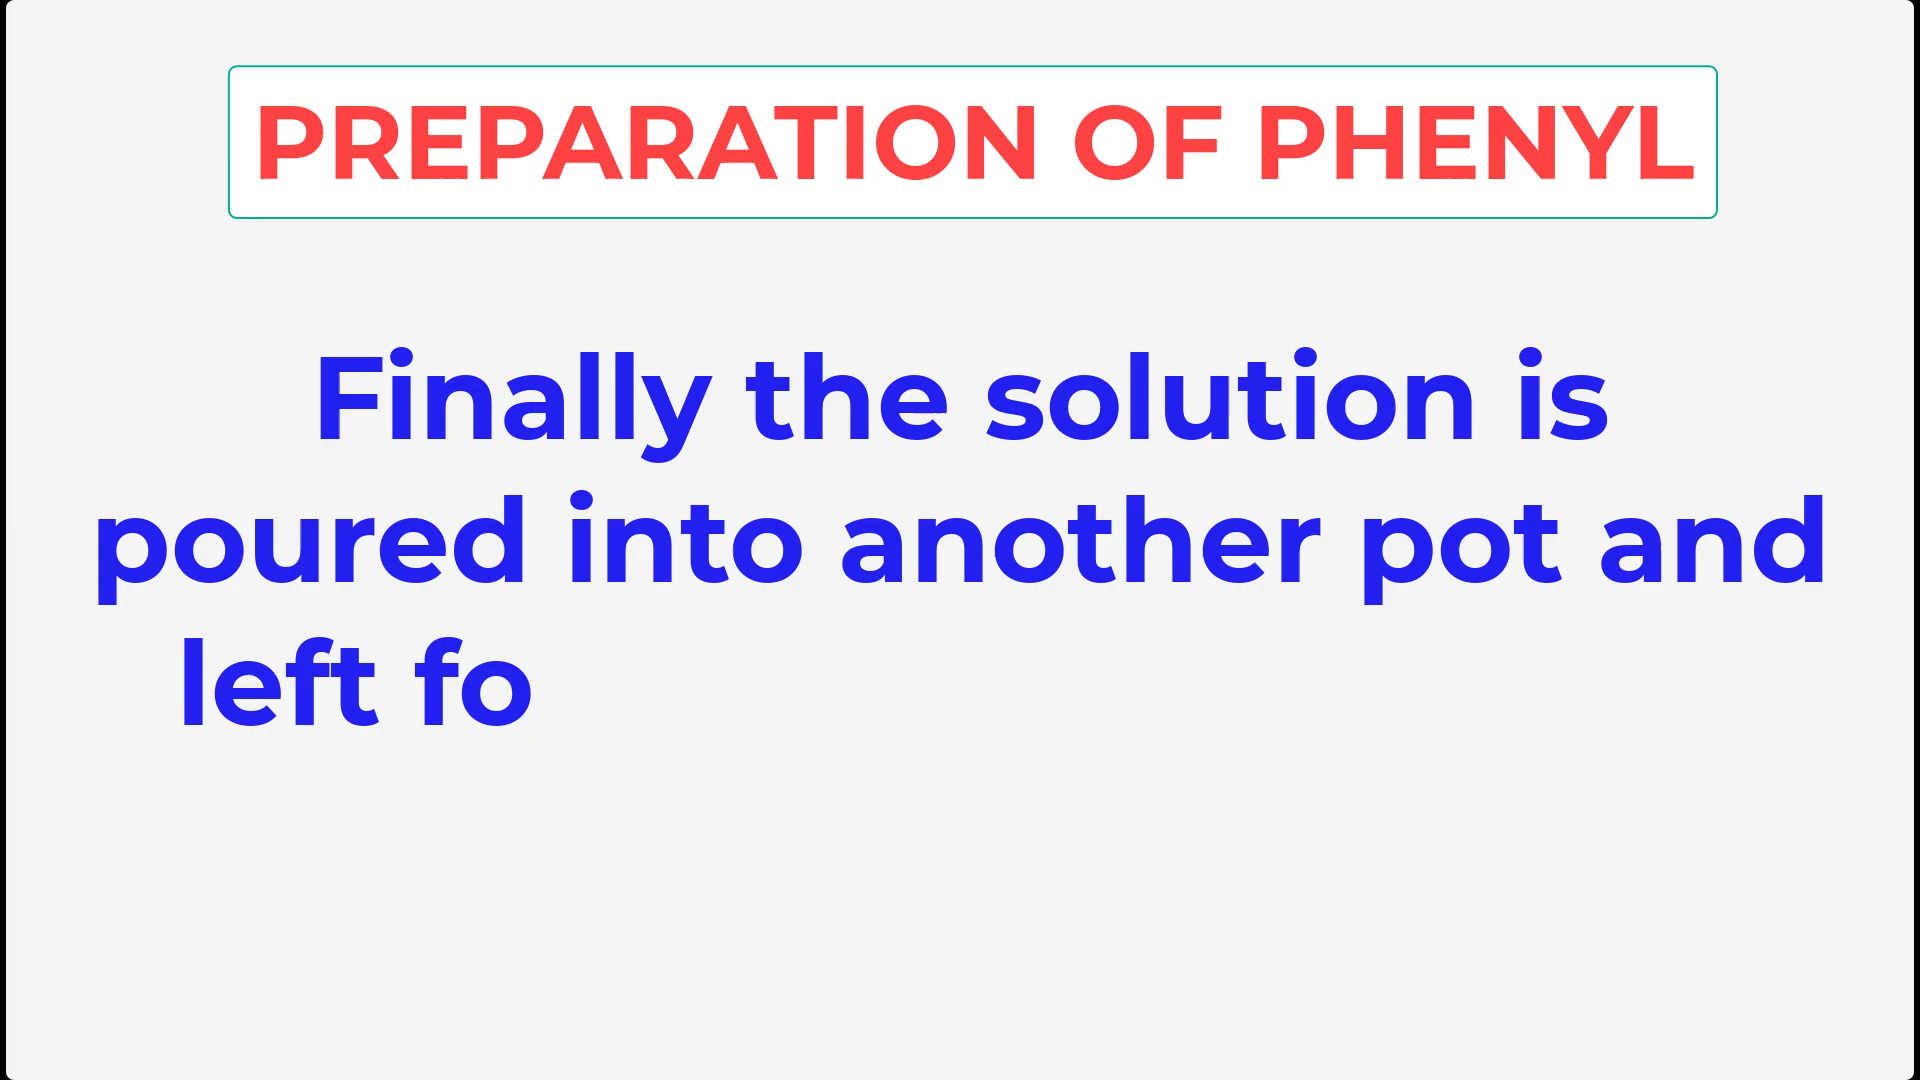 PREPARATION OF PHENYL
Finally the solution is
poured into another pot and
left fo